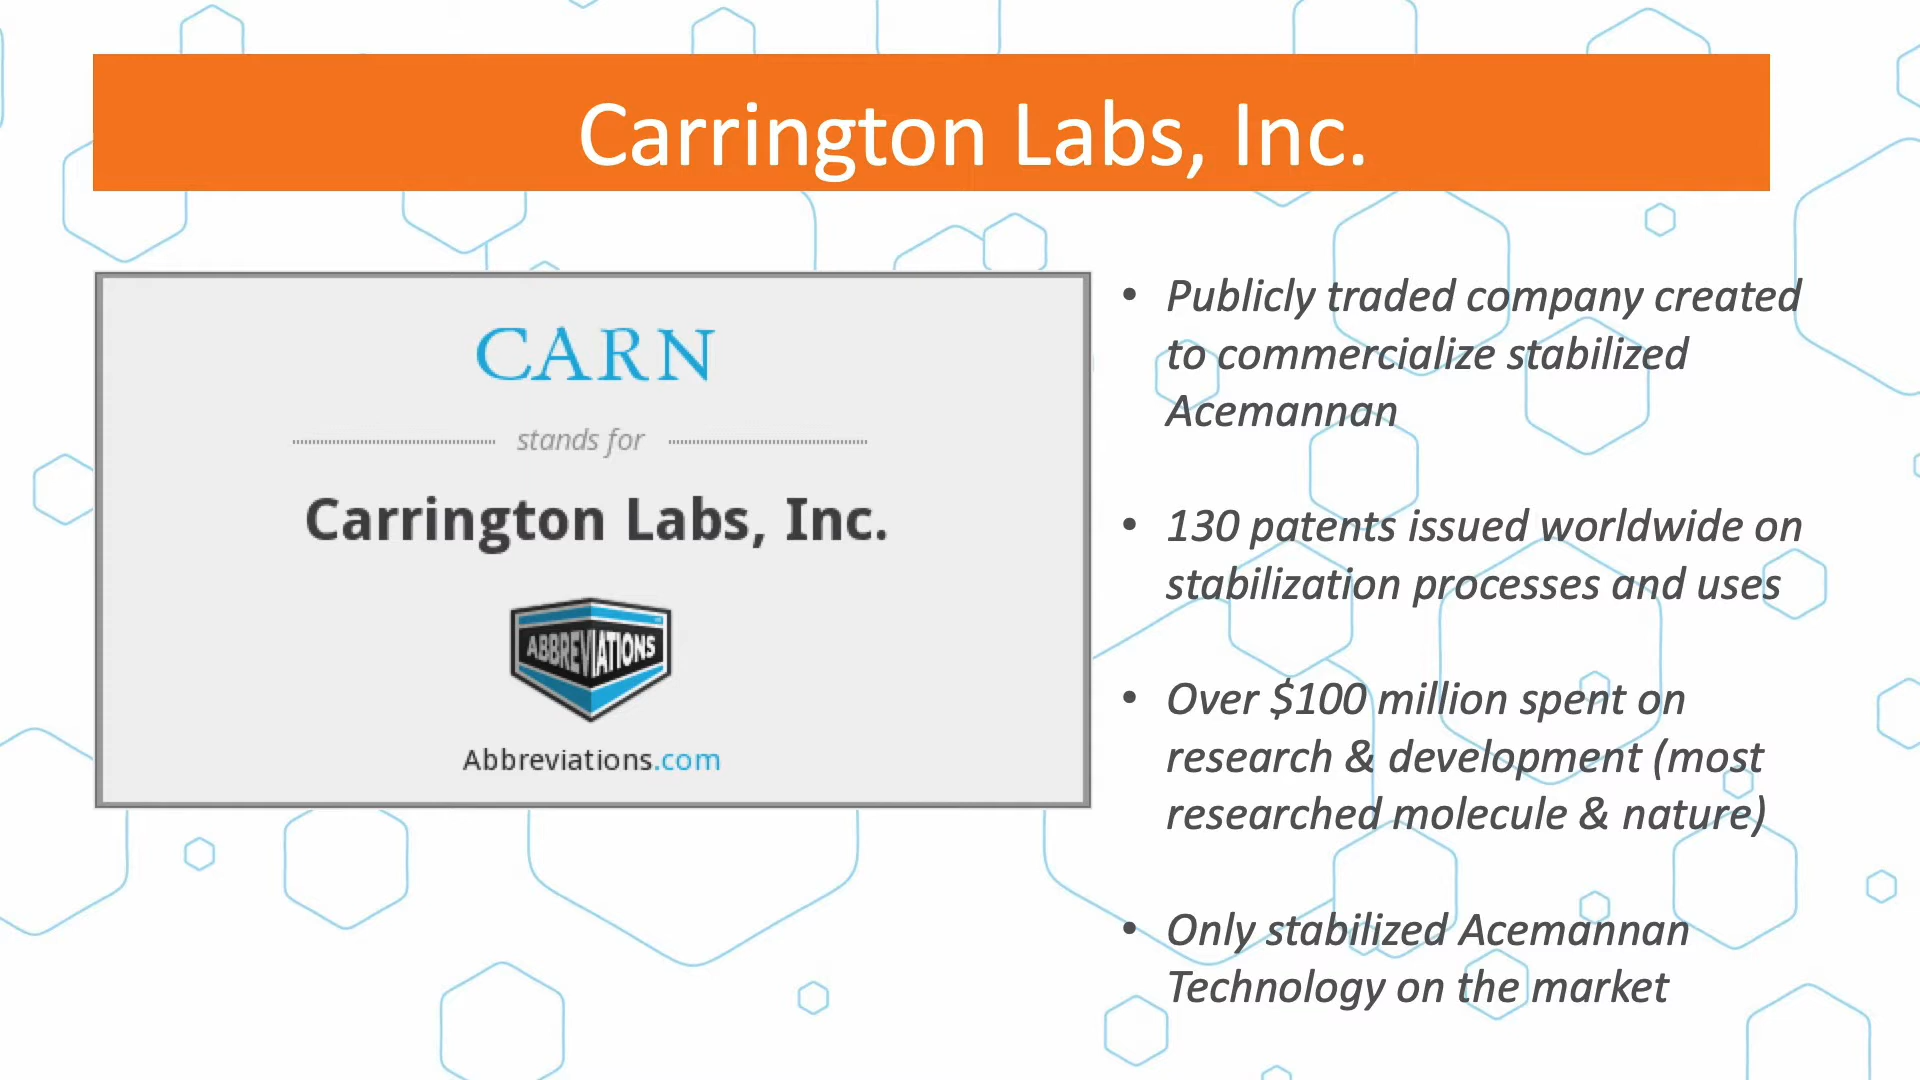 Carrington Labs, Inc.
CARN
stands for
Carrington Labs, Inc.
ABBREVIATIONS
Abbreviations.com
• Publicly traded company created
to commercialize stabilized
Acemannan
• 130 patents issued worldwide on
stabilization processes and uses
• Over $100 million spent on
research & development (most
researched molecule & nature)
• Only stabilized Acemannan
Technology on the market